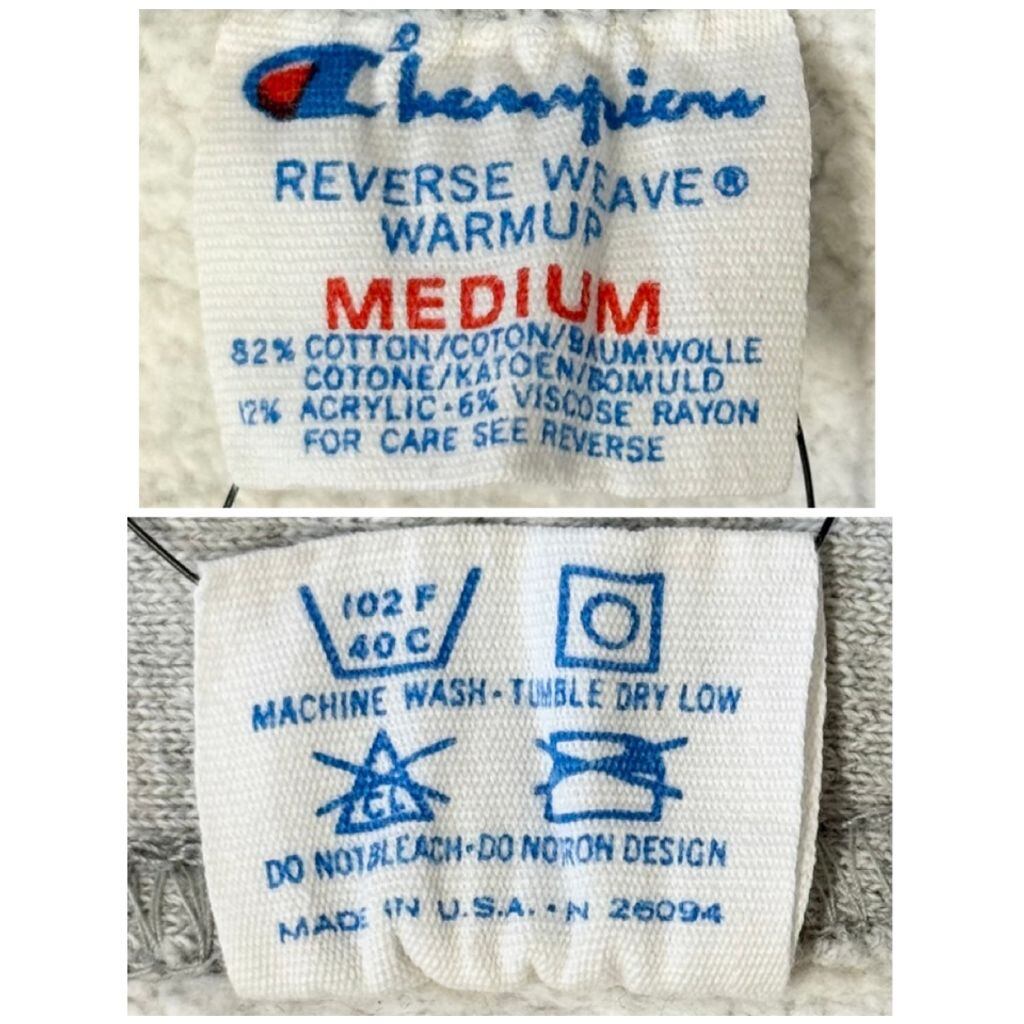 Champion
REVERSE WEAVE®
WARMUP
MEDIUM
82% COTTON/COTON/BAUMWOLLE
COTONE/KATOEN/BOMULD
12% ACRYLIC-6% VISCOSE RAYON
FOR CARE SEE REVERSE
102 F
40 C
MACHINE WASH-TUMBLE DRY LOW
CL
DO NOT BLEACH-DO NOT IRON DESIGN
MADE IN U.S.A. - N 26094